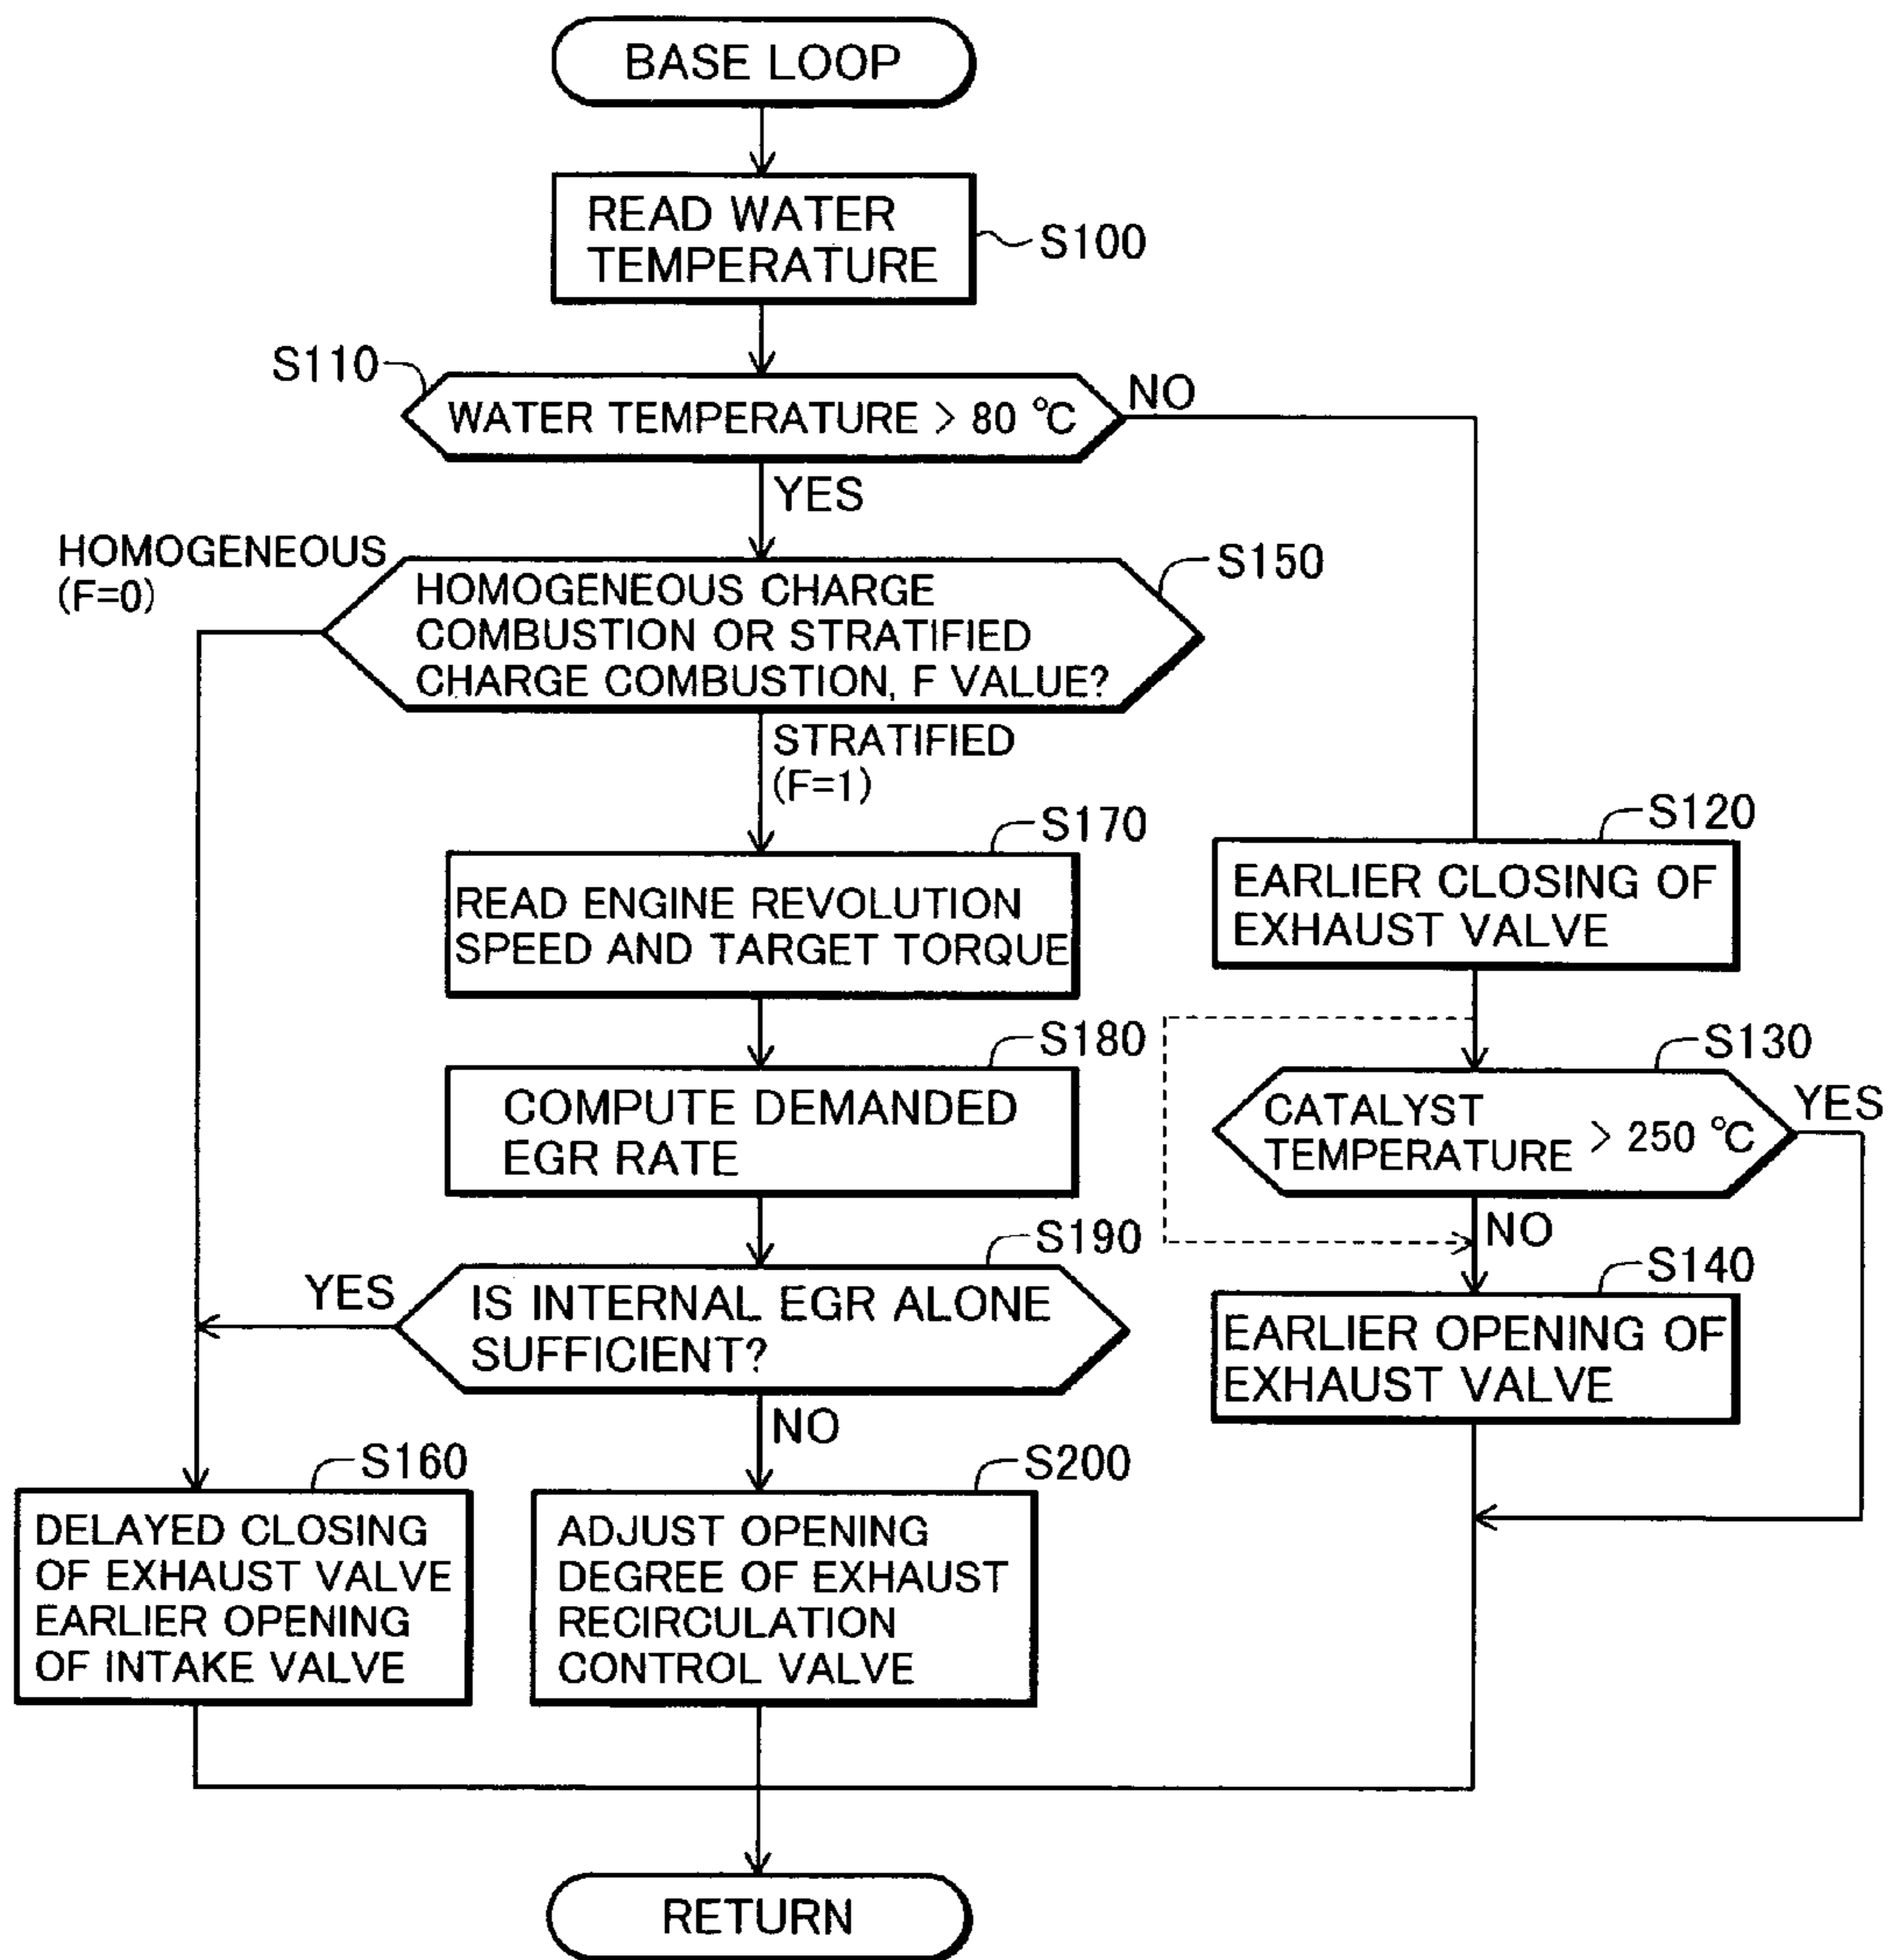 BASE LOOP
READ WATER
TEMPERATURE
S100
S110
WATER TEMPERATURE > 80 °C
NO
YES
HOMOGENEOUS
(F=0)
S150
HOMOGENEOUS CHARGE
COMBUSTION OR STRATIFIED
CHARGE COMBUSTION, F VALUE?
STRATIFIED
(F=1)
S170
READ ENGINE REVOLUTION
SPEED AND TARGET TORQUE
S120
EARLIER CLOSING OF
EXHAUST VALVE
S180
COMPUTE DEMANDED
EGR RATE
S130
CATALYST
TEMPERATURE > 250 °C
YES
NO
S190
YES
IS INTERNAL EGR ALONE
SUFFICIENT?
NO
S140
EARLIER OPENING OF
EXHAUST VALVE
S160
DELAYED CLOSING
OF EXHAUST VALVE
EARLIER OPENING
OF INTAKE VALVE
S200
ADJUST OPENING
DEGREE OF EXHAUST
RECIRCULATION
CONTROL VALVE
RETURN